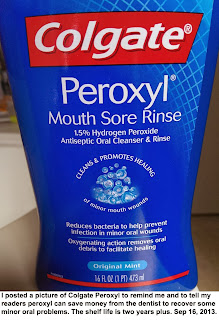 Colgate®
Peroxyl®
Mouth Sore Rinse
1.5% Hydrogen Peroxide
Antiseptic Oral Cleanser & Rinse
CLEANS & PROMOTES HEALING
of minor mouth wounds
Reduces bacteria to help prevent
infection in minor oral wounds
Oxygenating action removes oral
debris to facilitate healing
Original Mint
16 FL OZ (1 PT) 473 ml
I posted a picture of Colgate Peroxyl to remind me and to tell my
readers peroxyl can save money from the dentist to recover some
minor oral problems. The shelf life is two years plus. Sep 16, 2013.